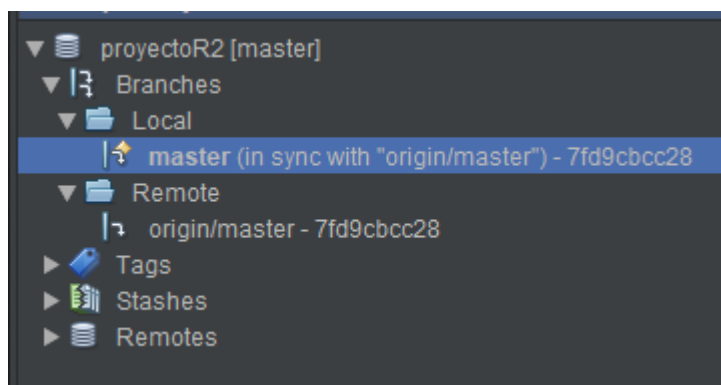 proyectoR2 [master]
Branches
Local
master (in sync with "origin/master") - 7fd9cbcc28
Remote
origin/master - 7fd9cbcc28
Tags
Stashes
Remotes